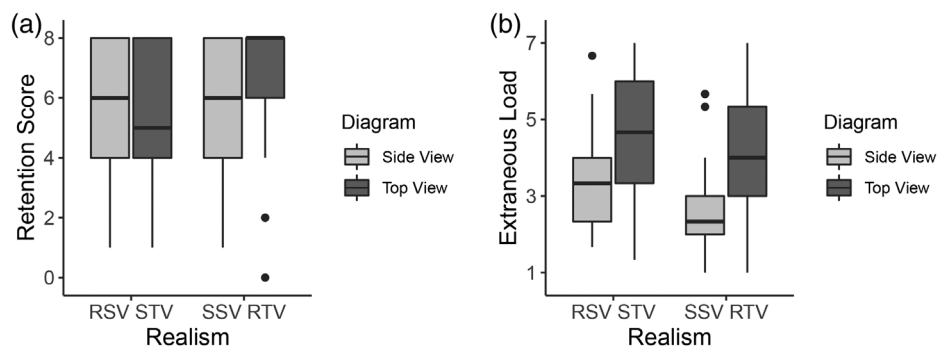 (a)
8
6
4
2
0
Retention Score
RSV STV
SSV RTV
Realism
Diagram
Side View
Top View
(b)
7
5
3
1
Extraneous Load
RSV STV
SSV RTV
Realism
Diagram
Side View
Top View